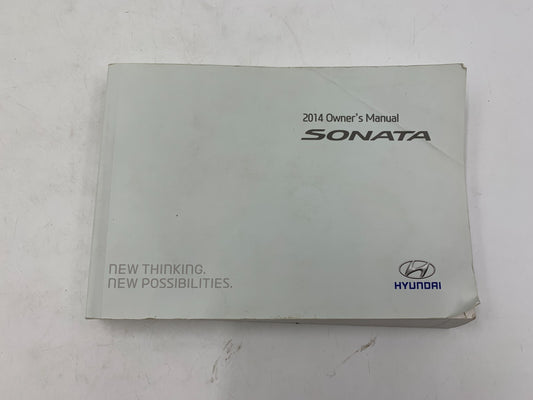 2014 Owner's Manual
SONATA
NEW THINKING.
NEW POSSIBILITIES.
HYUNDAI